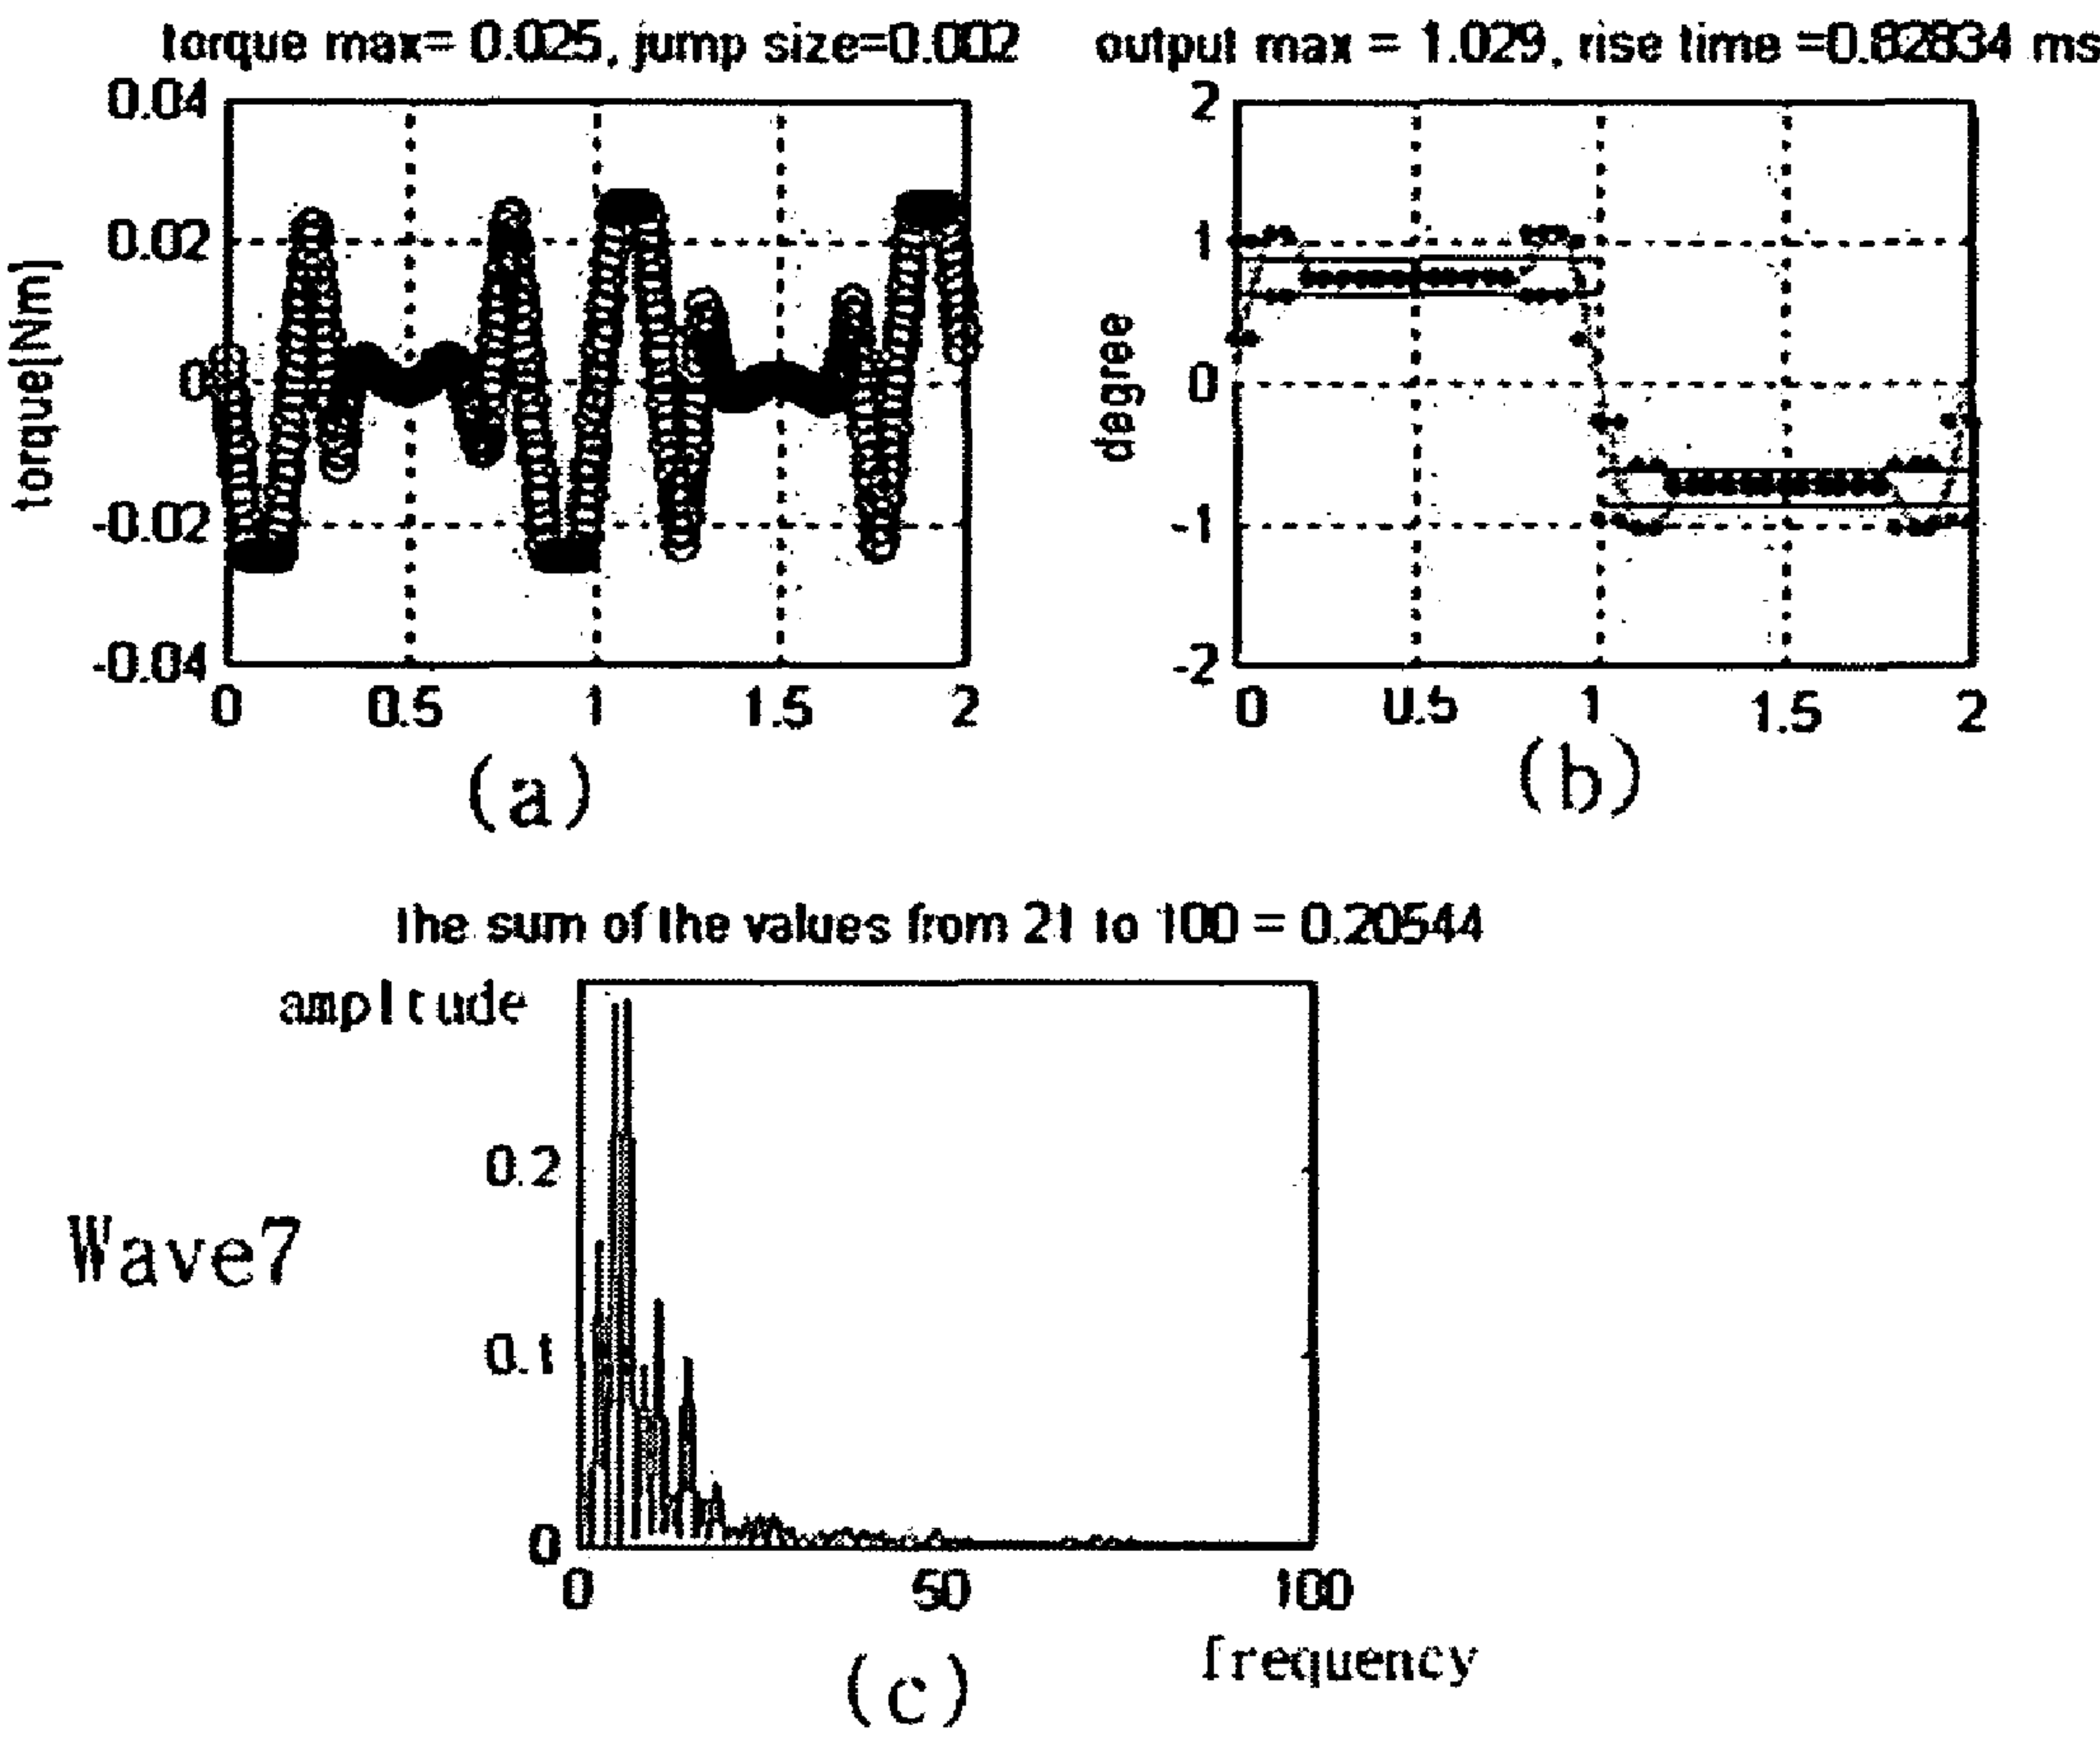 torque max= 0.025, jump size=0.002
output max = 1.029, rise time =0.82834 ms
0.04
0.02
0
-0.02
-0.04
torque[Nm]
0 0.5 1 1.5 2
(a)
2
1
0
-1
-2
degree
0 0.5 1 1.5 2
(b)
the sum of the values from 21 to 100 = 0.20544
ampltude
0.2
0.1
0
Wave7
0 50 100
frequency
(c)